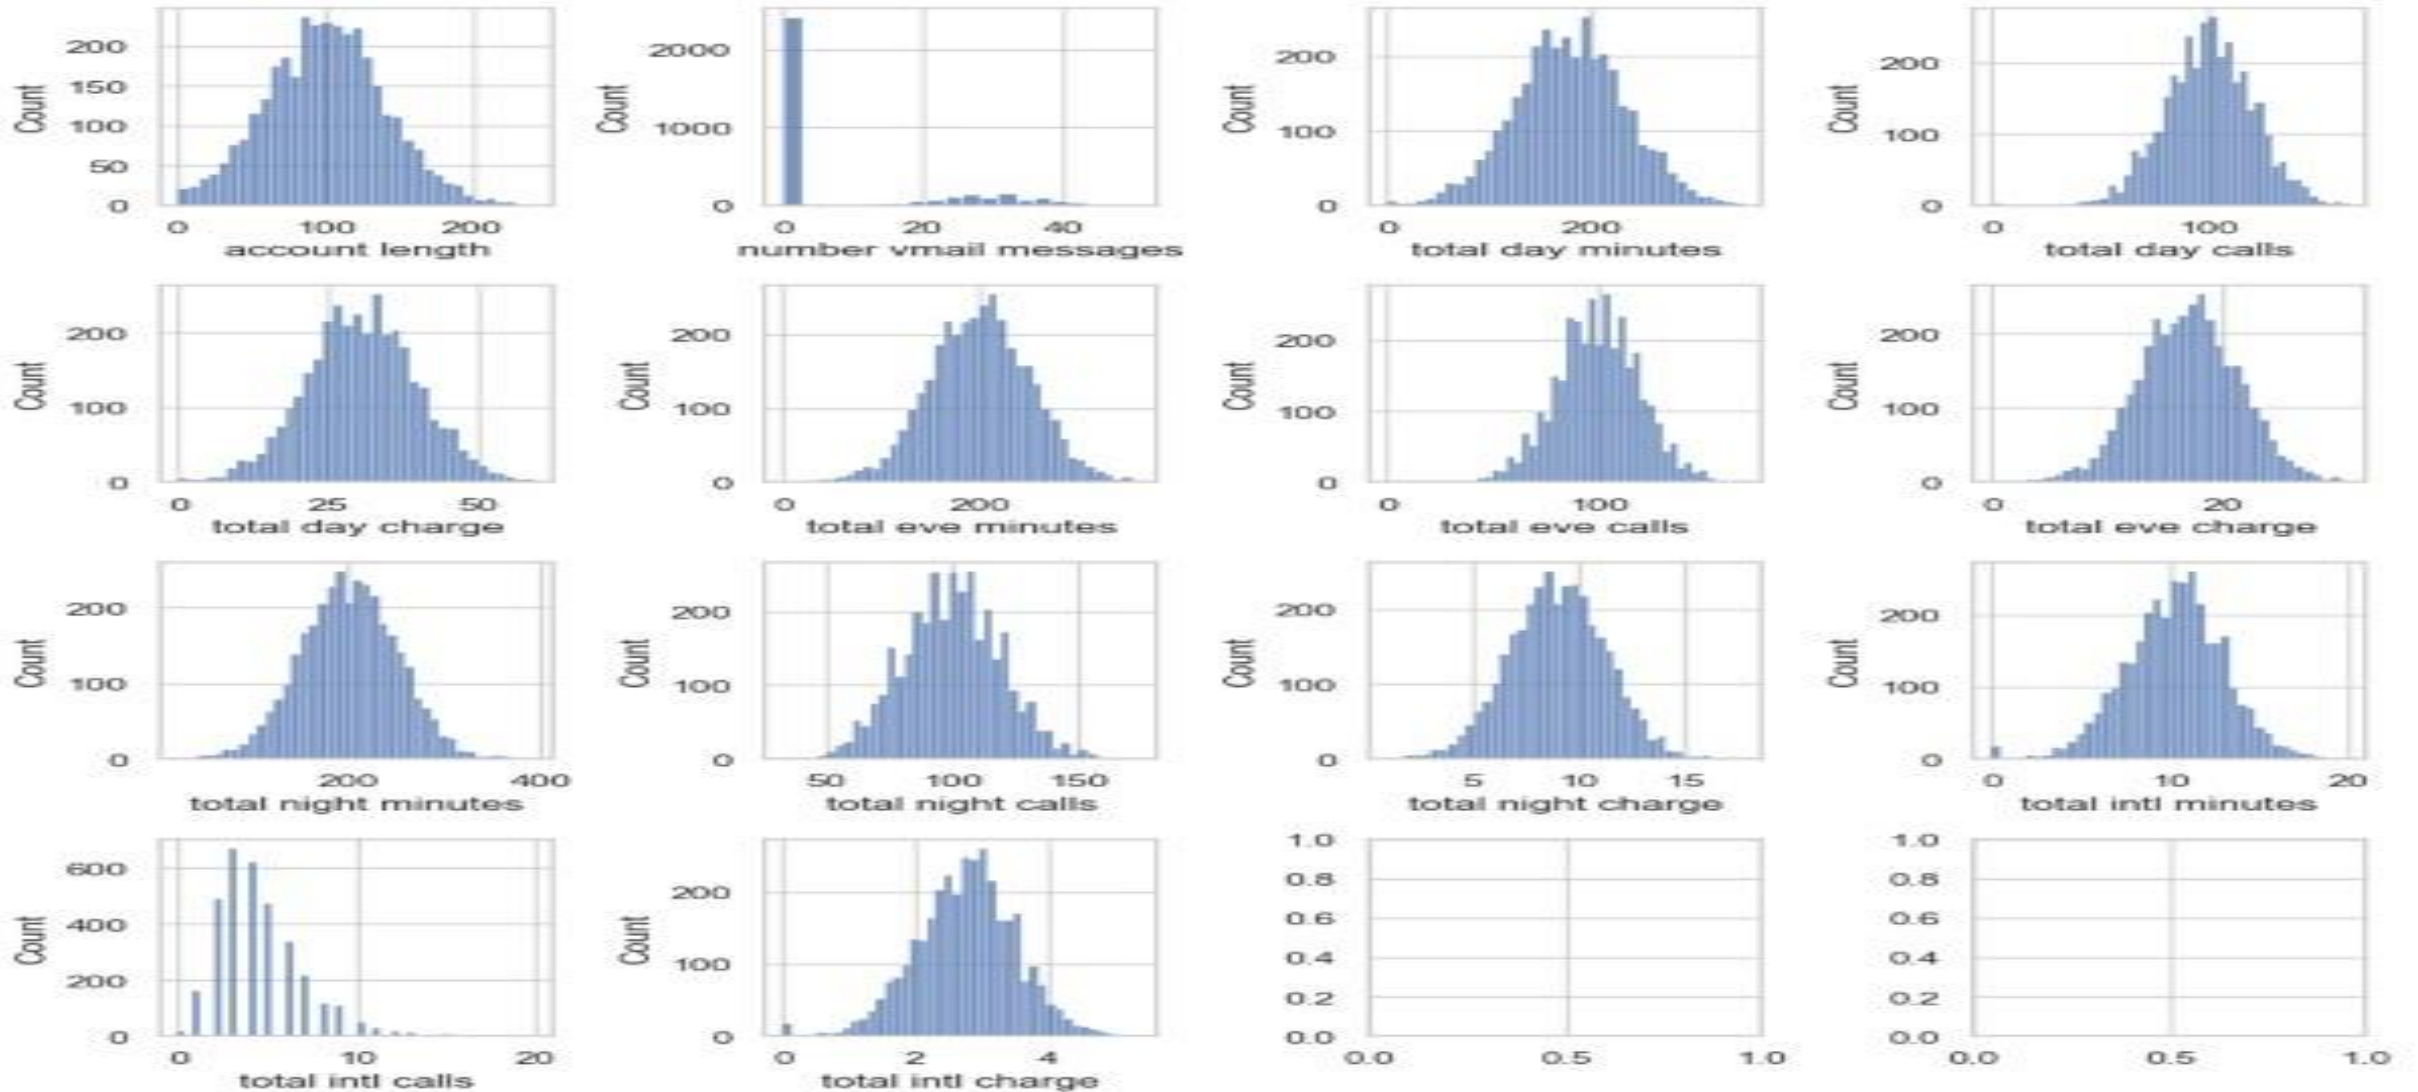 200
150
100
50
0
Count
0 100 200
account length
2000
1000
0
Count
0 20 40
number vmail messages
200
100
0
Count
0 200
total day minutes
200
100
0
Count
0 100
total day calls
200
100
0
Count
0 25 50
total day charge
200
100
0
Count
0 200
total eve minutes
200
100
0
Count
0 100
total eve calls
200
100
0
Count
0 20
total eve charge
200
100
0
Count
200 400
total night minutes
200
100
0
Count
50 100 150
total night calls
200
100
0
Count
5 10 15
total night charge
200
100
0
Count
0 10 20
total intl minutes
600
400
200
0
Count
0 10 20
total intl calls
200
100
0
Count
0 2 4
total intl charge
1.0
0.8
0.6
0.4
0.2
0.0
0.0 0.5 1.0
1.0
0.8
0.6
0.4
0.2
0.0
0.0 0.5 1.0